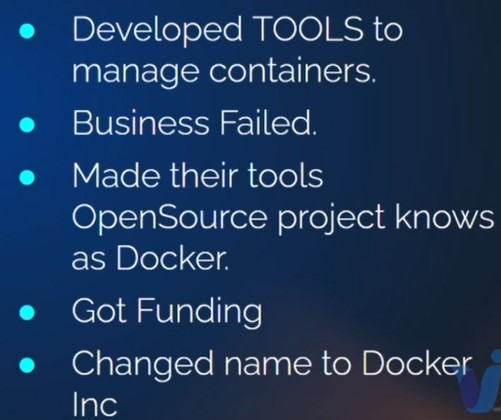 ● Developed TOOLS to
manage containers.
● Business Failed.
● Made their tools
OpenSource project knows
as Docker.
● Got Funding
● Changed name to Docker
Inc